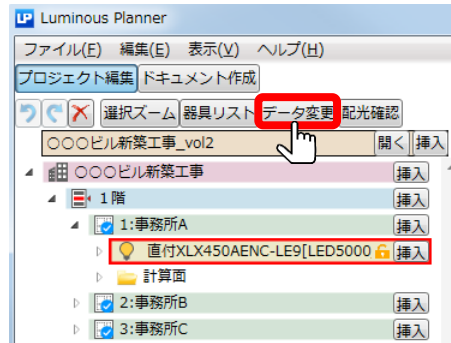 LP Luminous Planner
ファイル(F) 編集(E) 表示(V) ヘルプ(H)
プロジェクト編集 ドキュメント作成
選択ズーム 器具リスト データ変更 配光確認
〇〇〇ビル新築工事_vol2 開く 挿入
〇〇〇ビル新築工事 挿入
1階 挿入
1:事務所A 挿入
直付XLX450AENC-LE9[LED5000 挿入
計算面
2:事務所B 挿入
3:事務所C 挿入